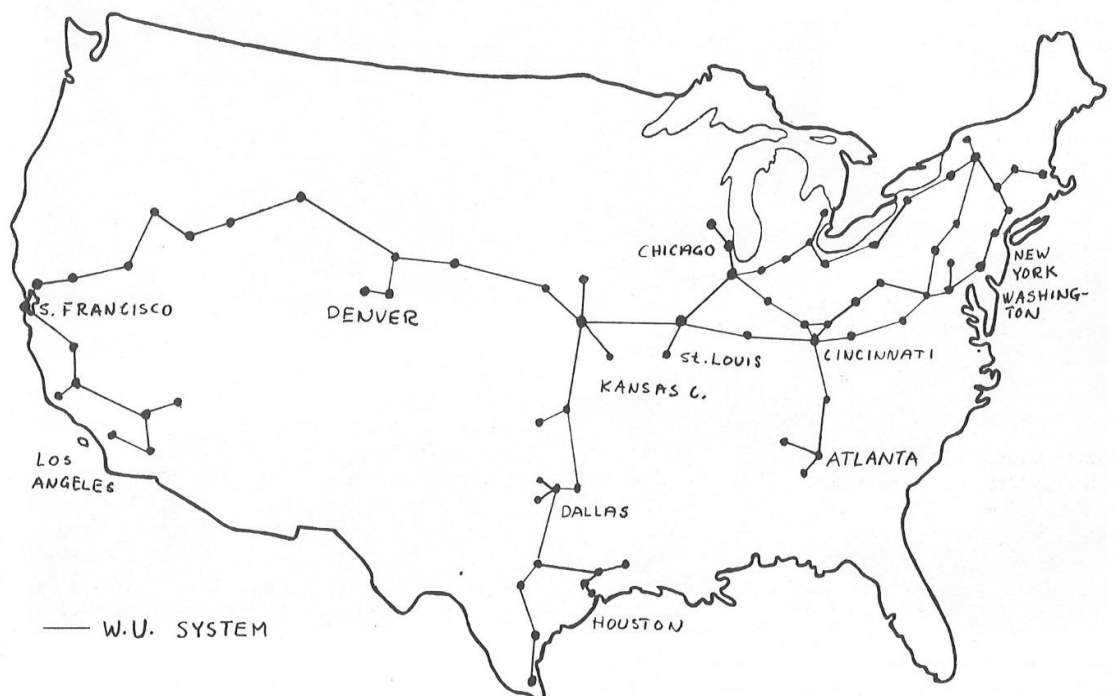 CHICAGO
NEW
YORK
WASHING-
TON
S. FRANCISCO
DENVER
St. LOUIS
CINCINNATI
KANSAS C.
LOS
ANGELES
ATLANTA
DALLAS
HOUSTON
W.U. SYSTEM